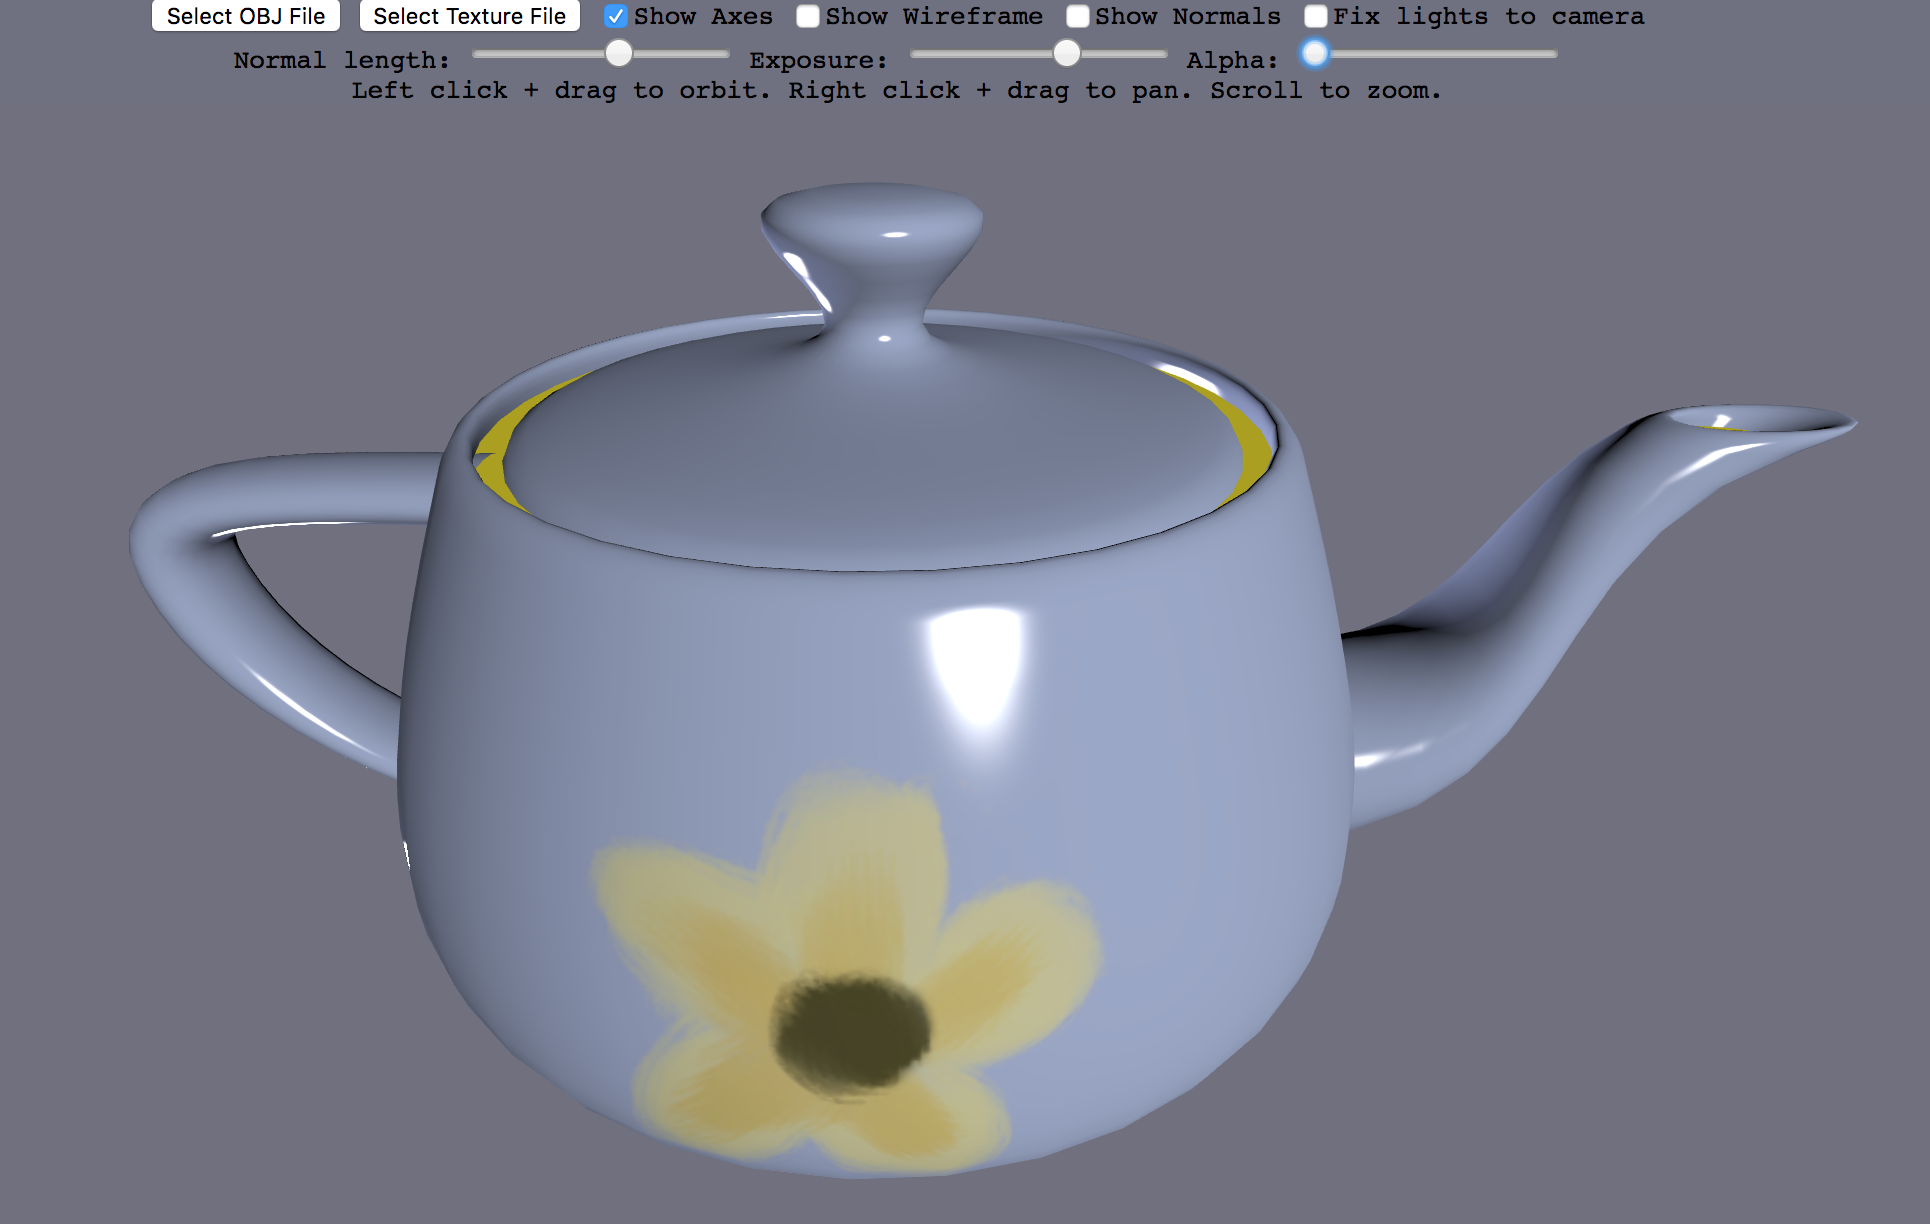 Select OBJ File Select Texture File Show Axes Show Wireframe Show Normals Fix lights to camera
Normal length: Exposure: Alpha:
Left click + drag to orbit. Right click + drag to pan. Scroll to zoom.